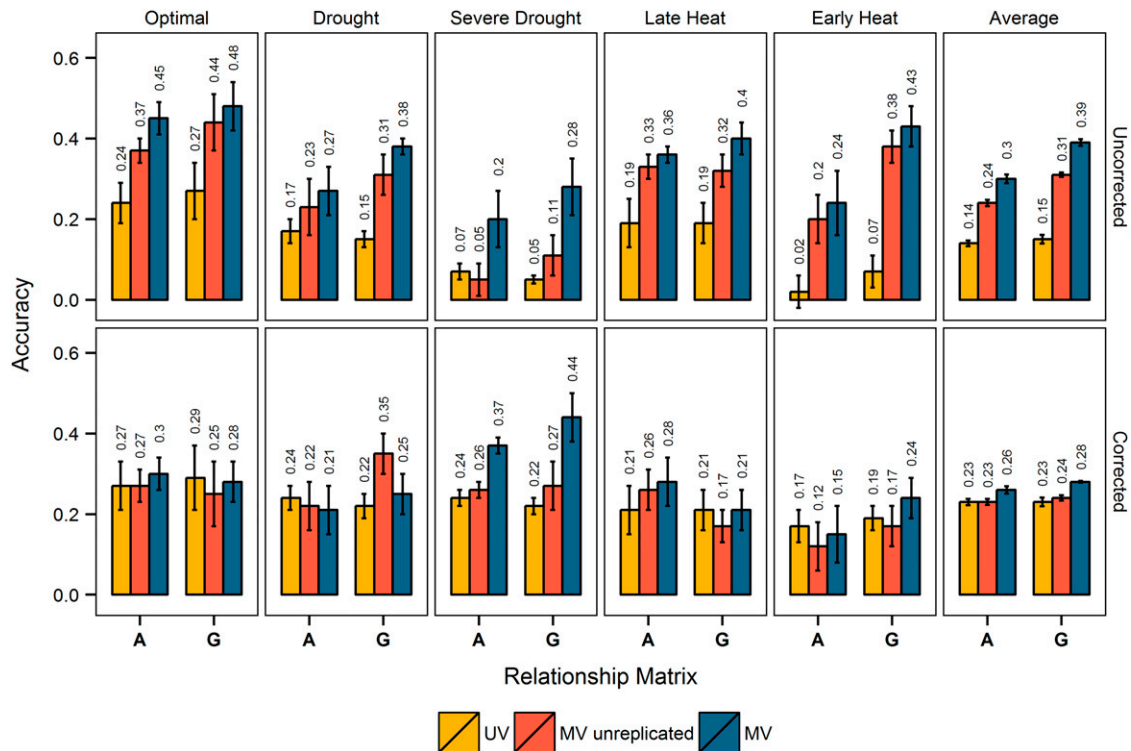 Optimal Drought Severe Drought Late Heat Early Heat Average
Accuracy
Uncorrected
0.6
0.4
0.2
0.0
0.24 0.37 0.45 0.27 0.44 0.48
0.17 0.23 0.27 0.15 0.31 0.38
0.07 0.05 0.2 0.05 0.11 0.28
0.19 0.33 0.36 0.19 0.32 0.4
0.02 0.2 0.24 0.07 0.38 0.43
0.14 0.24 0.3 0.15 0.31 0.39
Corrected
0.6
0.4
0.2
0.0
0.27 0.27 0.3 0.29 0.25 0.28
0.24 0.22 0.21 0.22 0.35 0.25
0.24 0.26 0.37 0.22 0.27 0.44
0.21 0.26 0.28 0.21 0.17 0.21
0.17 0.12 0.15 0.19 0.17 0.24
0.23 0.23 0.26 0.23 0.24 0.28
A G A G A G A G A G A G
Relationship Matrix
UV MV unreplicated MV